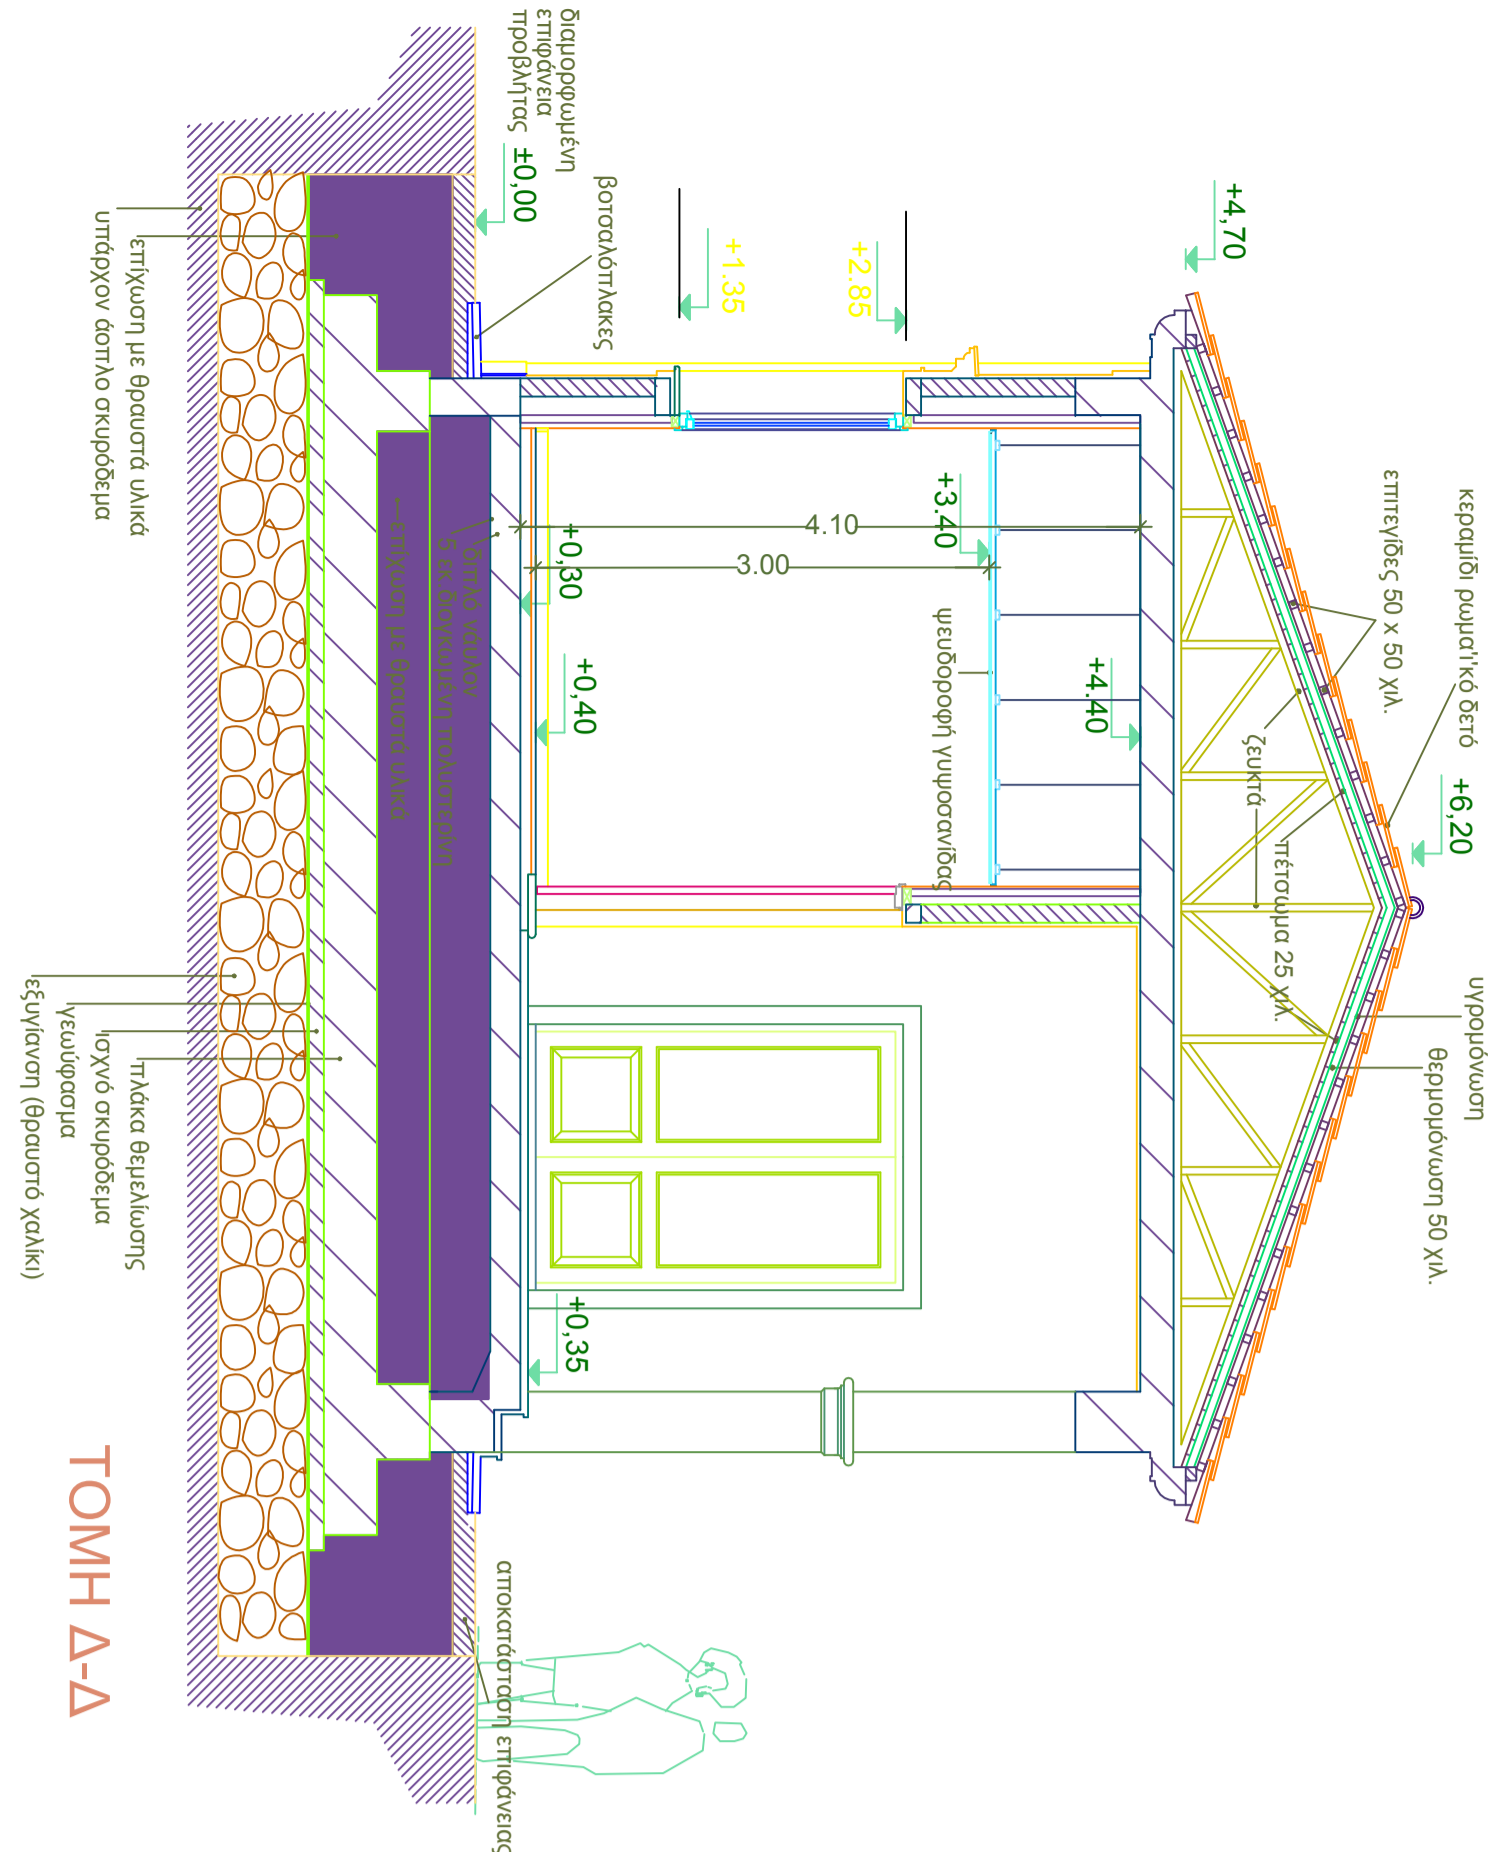 κεραμίδι ρωμαϊ'ι'κό δετό
επιτεγίδες 50 x 50 χιλ.
+6,20
υγρομόνωση
θερμομόνωση 50 χιλ.
πέτσωμα 25 χιλ.
ζευκτά
+4,70
+4.40
ψευδοροφή γυψοσανίδας
+3.40
4.10
3.00
+2.85
+1.35
+0,30
+0,40
+0,35
βοτσαλόπλακες
διαμορφωμένη
επιφάνεια
προβλήτας
±0,00
διπλό νάυλον
5 εκ.διογκωμένη πολυστερίνη
επίχωση με θραυστά υλικά
αποκατάσταση επιφάνειας
επίχωση με θραυστά υλικά
υπάρχον άοπλο σκυρόδεμα
πλάκα θεμελίωσης
ισχνό σκυρόδεμα
γεωύφασμα
εξυγίανση (θραυστό χαλίκι)
ΤΟΜΗ Δ-Δ